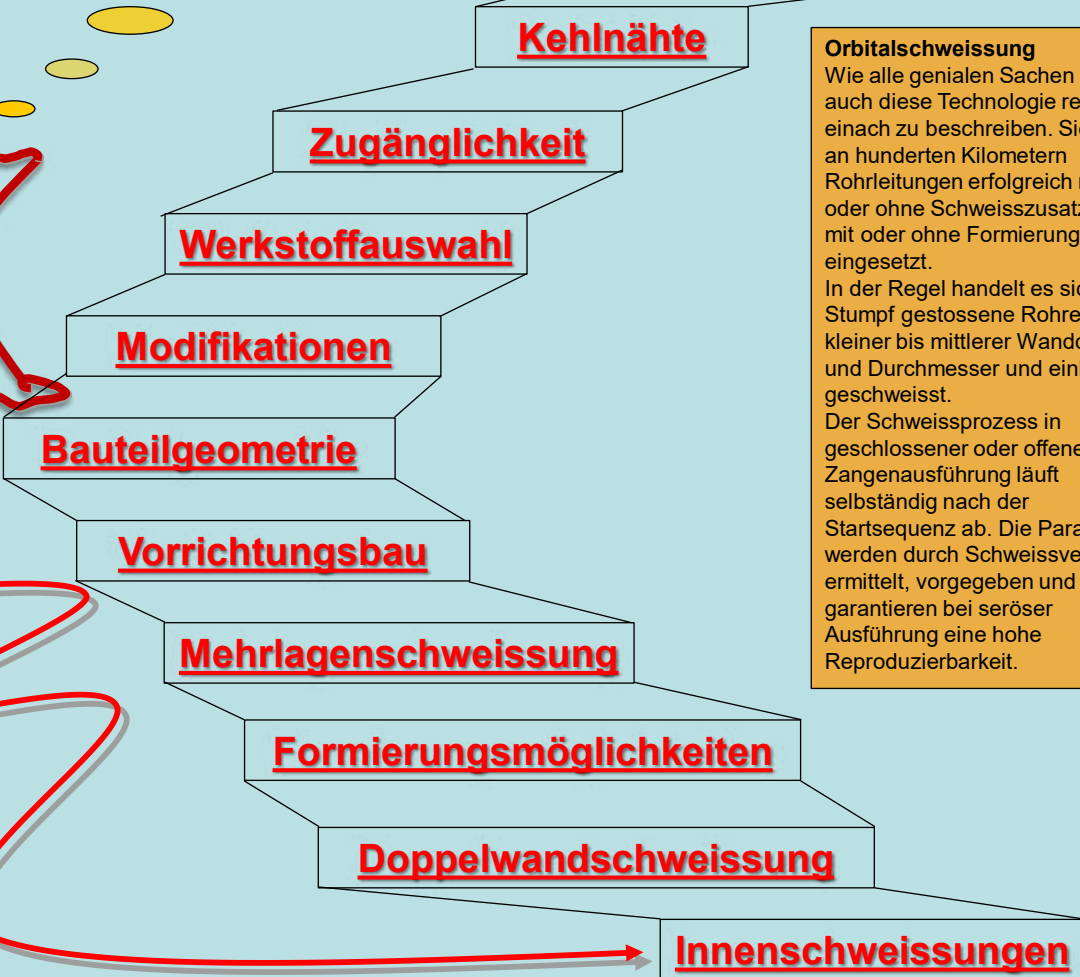 Kehlnähte
Zugänglichkeit
Werkstoffauswahl
Modifikationen
Bauteilgeometrie
Vorrichtungsbau
Mehrlagenschweissung
Formierungsmöglichkeiten
Doppelwandschweissung
Innenschweissungen
Orbitalschweissung
Wie alle genialen Sachen
auch diese Technologie
einach zu beschreiben.
an hunderten Kilometern
Rohrleitungen erfolgreich
oder ohne
mit oder ohne Formierung
eingesetzt.
In der Regel handelt es
Stumpf gestossene Rohre
kleiner bis mittlerer
und Durchmesser und
geschweisst.
Der Schweissprozess in
geschlossener oder
Zangenausführung läuft
selbständig nach der
Startsequenz ab. Die
werden durch
ermittelt, vorgegeben und
garantieren bei seröser
Ausführung eine hohe
Reproduzierbarkeit.